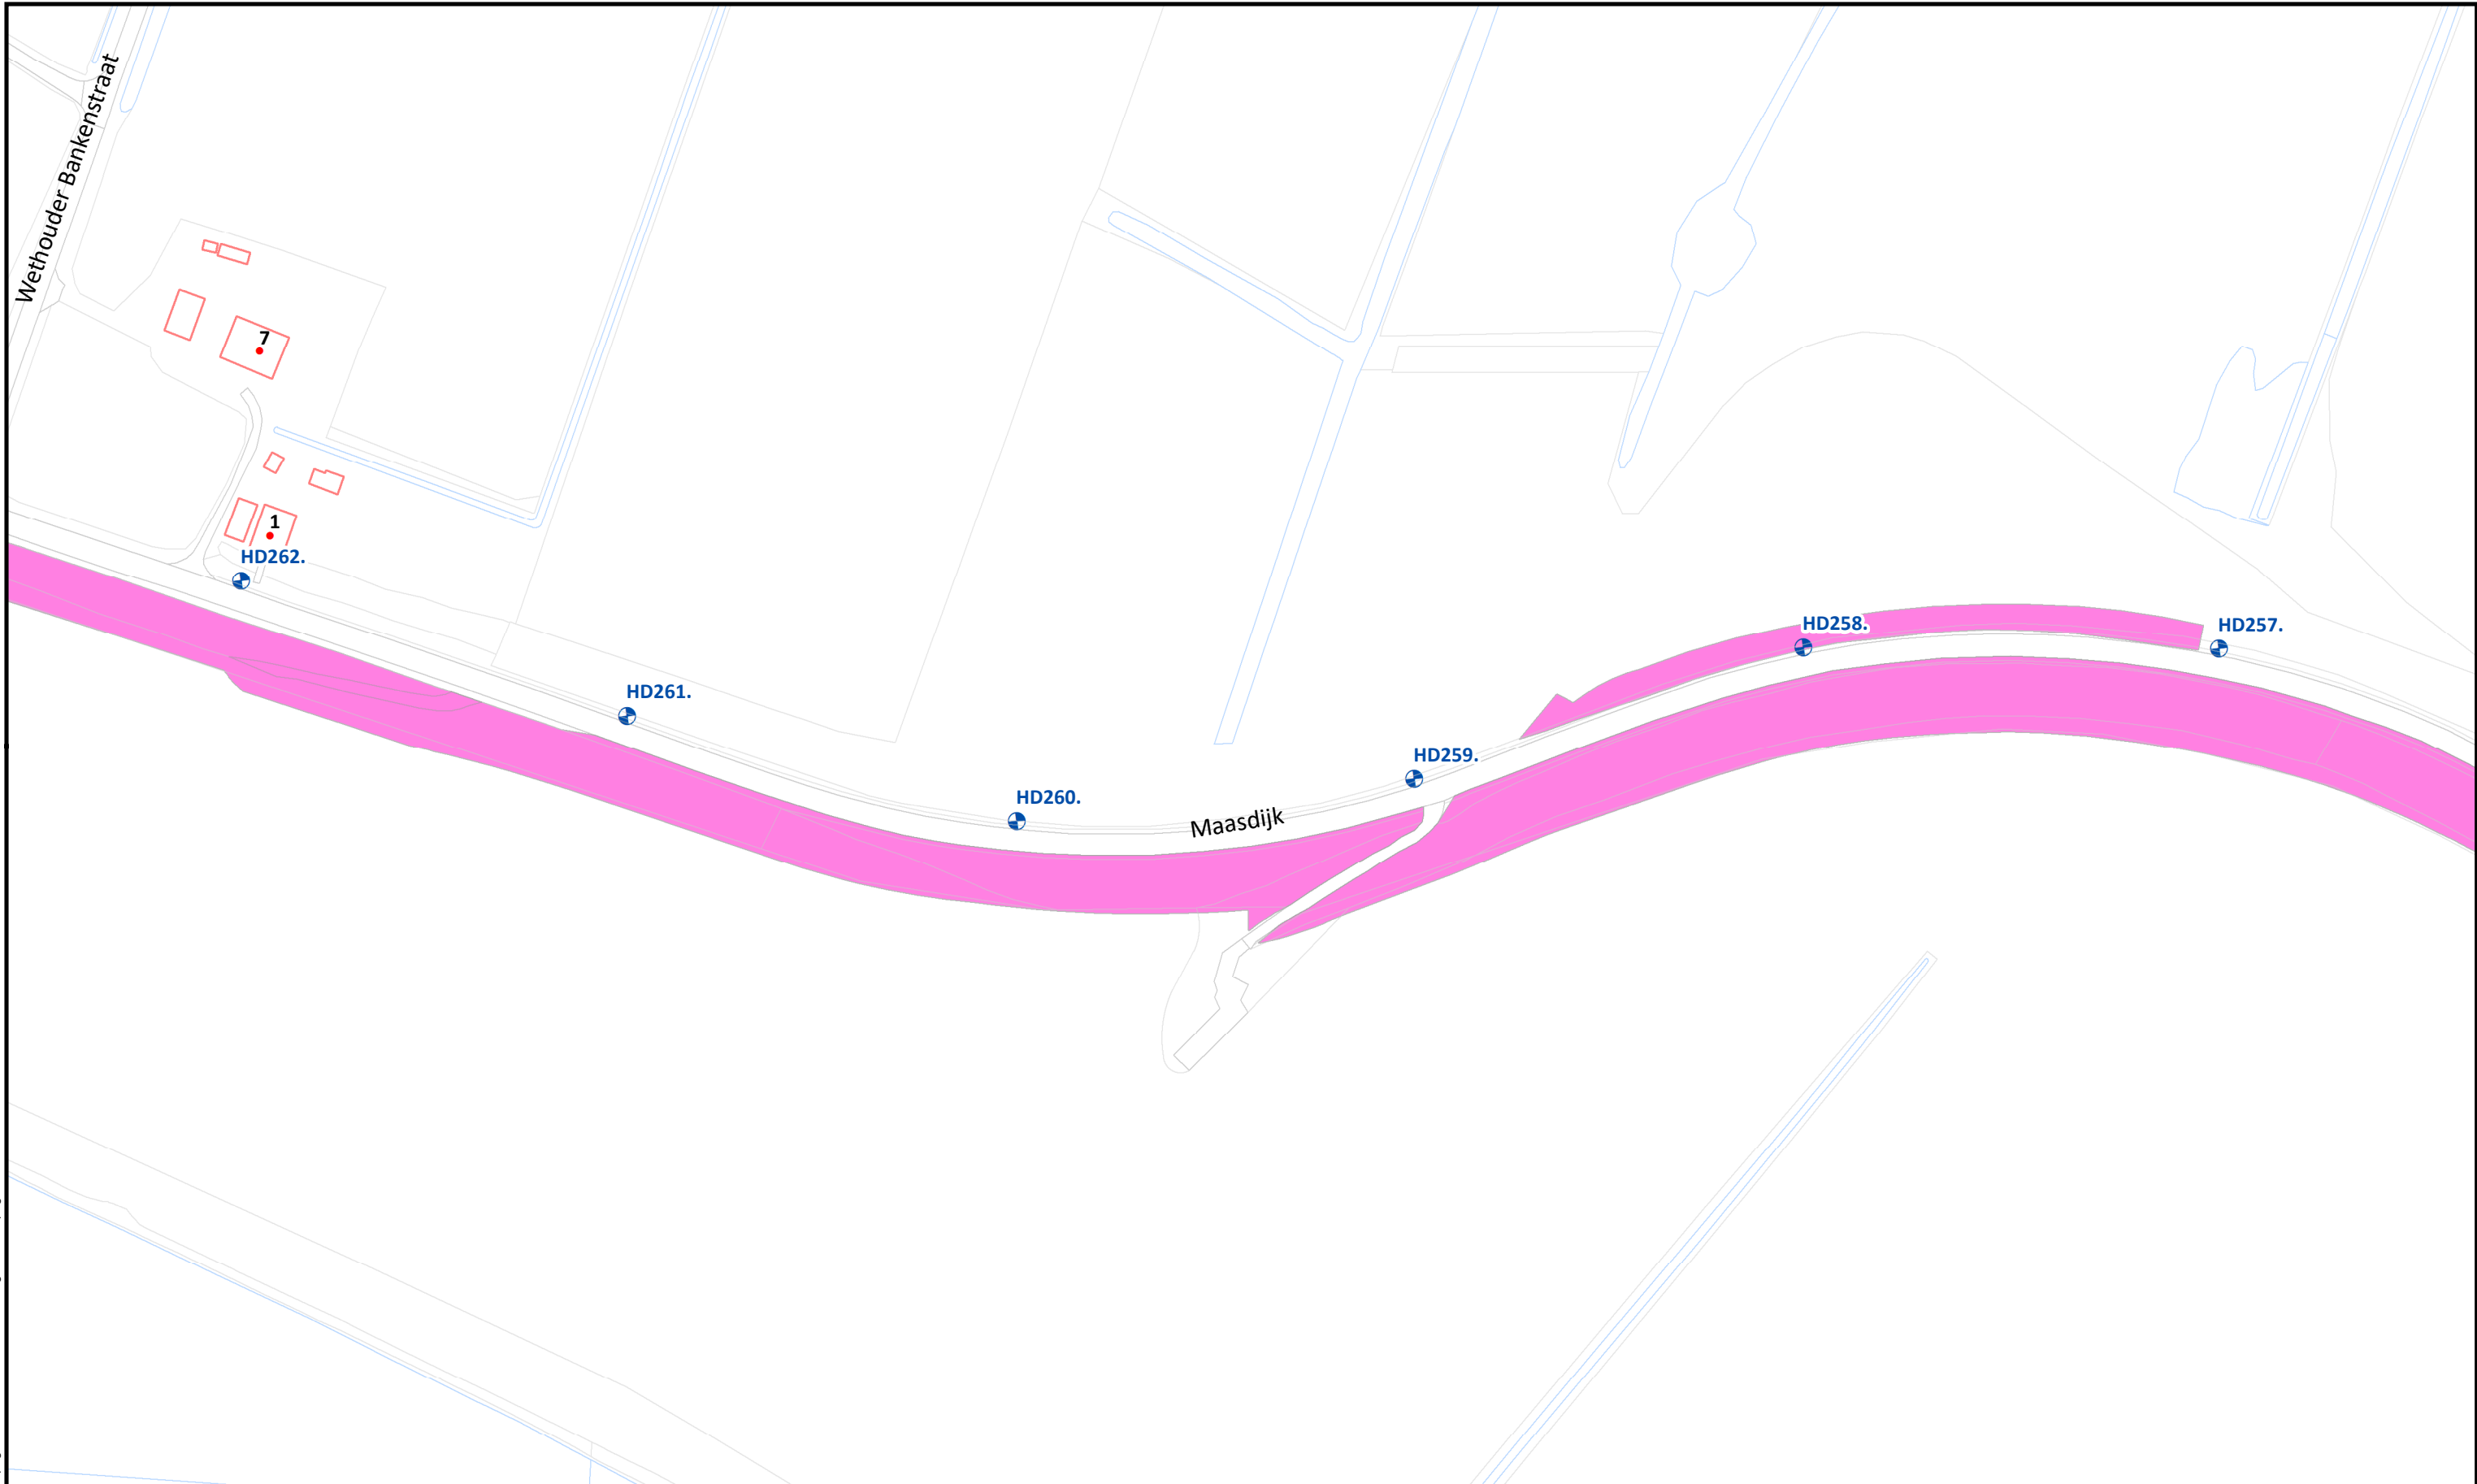 Wethouder Bankenstraat
7
1
HD262.
HD258.
HD257.
HD261.
HD259.
HD260.
Maasdijk